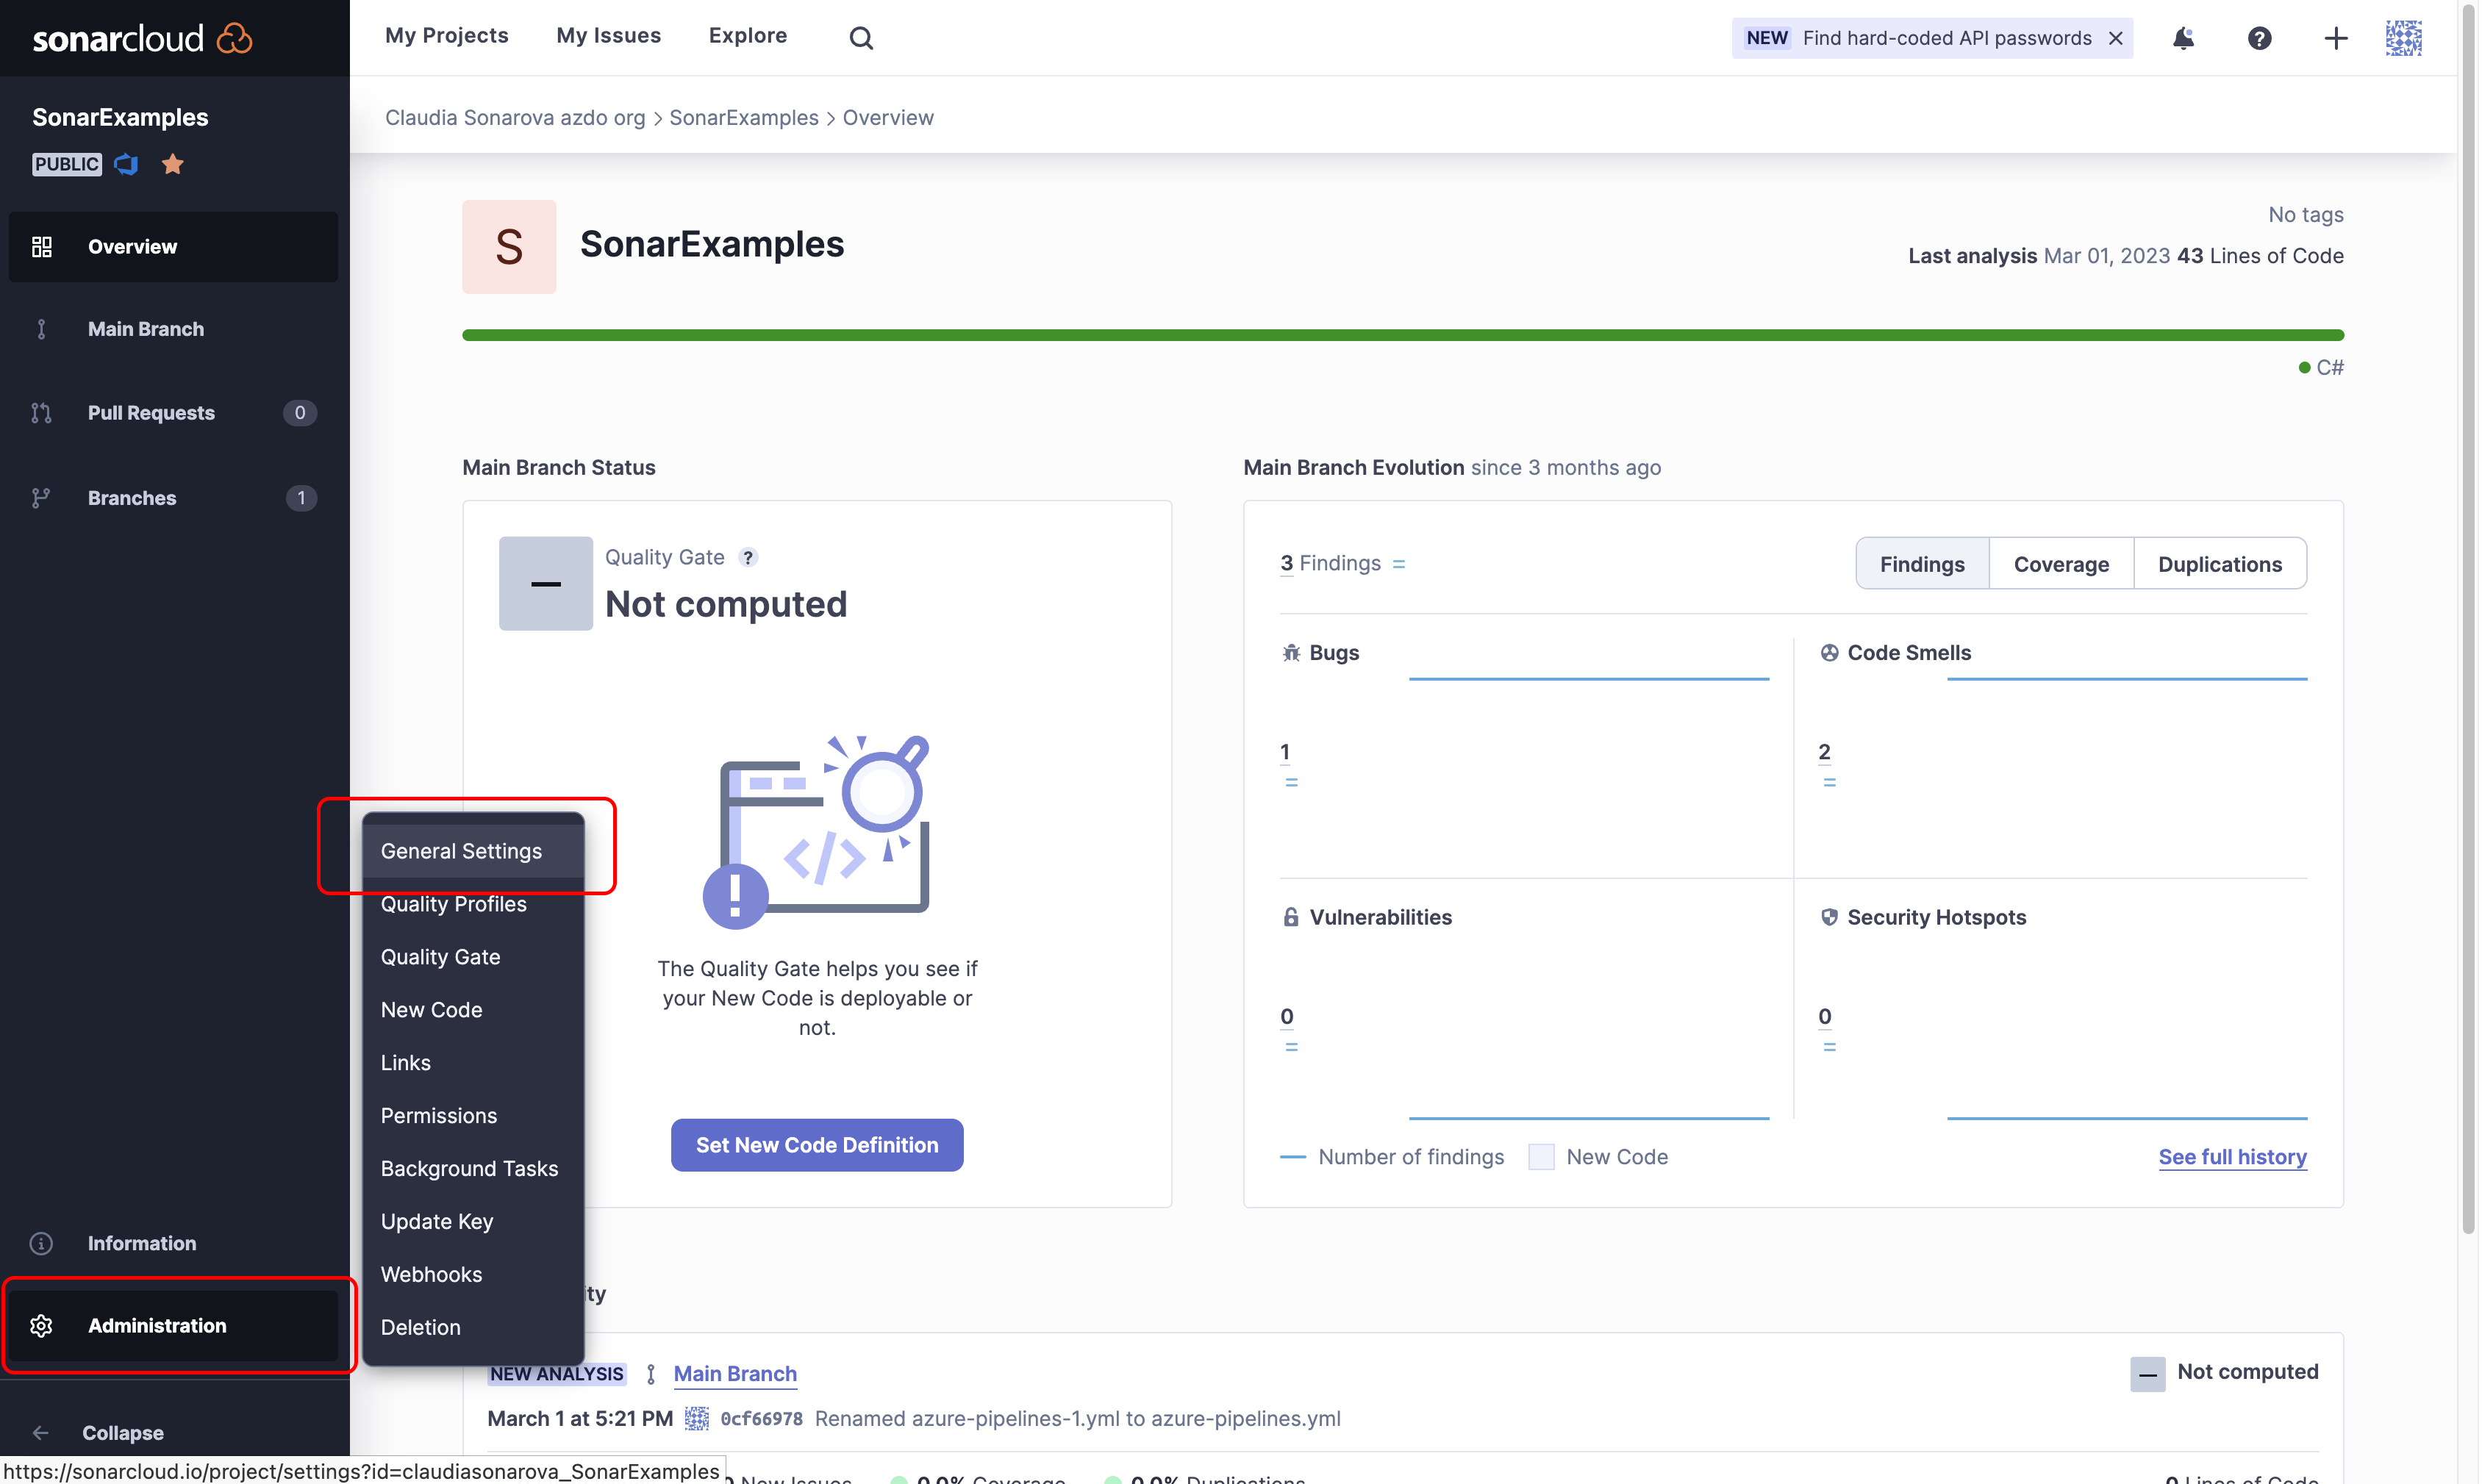 sonarcloud
My Projects
My Issues
Explore
NEW Find hard-coded API passwords
SonarExamples
PUBLIC
Overview
Main Branch
Pull Requests 0
Branches 1
Information
Administration
Collapse
General Settings
Quality Profiles
Quality Gate
New Code
Links
Permissions
Background Tasks
Update Key
Webhooks
Deletion
Claudia Sonarova azdo org > SonarExamples > Overview
S
SonarExamples
No tags
Last analysis Mar 01, 2023 43 Lines of Code
C#
Main Branch Status
Quality Gate ?
Not computed
</>
!
The Quality Gate helps you see if
your New Code is deployable or
not.
Set New Code Definition
Main Branch Evolution since 3 months ago
3 Findings =
Findings
Coverage
Duplications
Bugs
1
=
Code Smells
2
=
Vulnerabilities
0
=
Security Hotspots
0
=
Number of findings
New Code
See full history
ity
NEW ANALYSIS Main Branch
Not computed
March 1 at 5:21 PM 0cf66978 Renamed azure-pipelines-1.yml to azure-pipelines.yml
0 New Issues 0.0% Coverage 0.0% Duplications
0 Lines of Code
https://sonarcloud.io/project/settings?id=claudiasonarova_SonarExamples